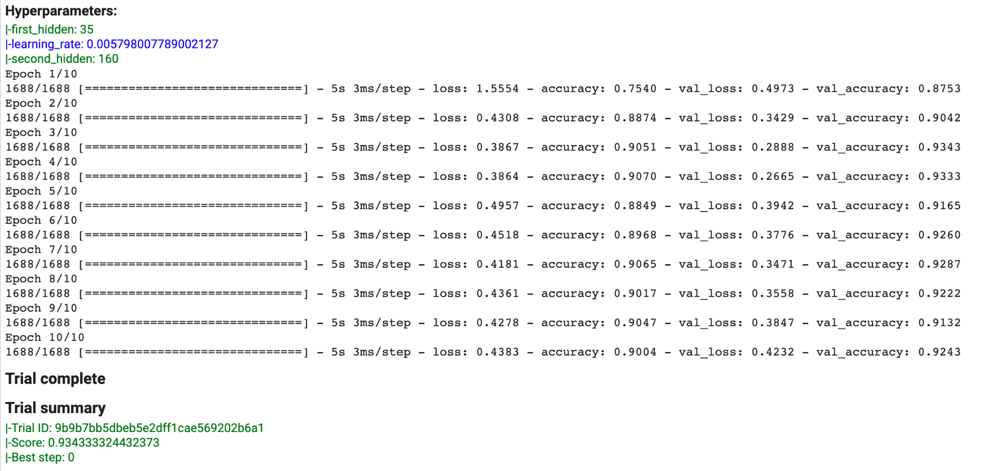 Hyperparameters:
|-first_hidden: 35
|-learning_rate: 0.005798007789002127
|-second_hidden: 160
Epoch 1/10
1688/1688 [==============================] - 5s 3ms/step - loss: 1.5554 - accuracy: 0.7540 - val_loss: 0.4973 - val_accuracy: 0.8753
Epoch 2/10
1688/1688 [==============================] - 5s 3ms/step - loss: 0.4308 - accuracy: 0.8874 - val_loss: 0.3429 - val_accuracy: 0.9042
Epoch 3/10
1688/1688 [==============================] - 5s 3ms/step - loss: 0.3867 - accuracy: 0.9051 - val_loss: 0.2888 - val_accuracy: 0.9343
Epoch 4/10
1688/1688 [==============================] - 5s 3ms/step - loss: 0.3864 - accuracy: 0.9070 - val_loss: 0.2665 - val_accuracy: 0.9333
Epoch 5/10
1688/1688 [==============================] - 5s 3ms/step - loss: 0.4957 - accuracy: 0.8849 - val_loss: 0.3942 - val_accuracy: 0.9165
Epoch 6/10
1688/1688 [==============================] - 5s 3ms/step - loss: 0.4518 - accuracy: 0.8968 - val_loss: 0.3776 - val_accuracy: 0.9260
Epoch 7/10
1688/1688 [==============================] - 5s 3ms/step - loss: 0.4181 - accuracy: 0.9065 - val_loss: 0.3471 - val_accuracy: 0.9287
Epoch 8/10
1688/1688 [==============================] - 5s 3ms/step - loss: 0.4361 - accuracy: 0.9017 - val_loss: 0.3558 - val_accuracy: 0.9222
Epoch 9/10
1688/1688 [==============================] - 5s 3ms/step - loss: 0.4278 - accuracy: 0.9047 - val_loss: 0.3847 - val_accuracy: 0.9132
Epoch 10/10
1688/1688 [==============================] - 5s 3ms/step - loss: 0.4383 - accuracy: 0.9004 - val_loss: 0.4232 - val_accuracy: 0.9243
Trial complete
Trial summary
|-Trial ID: 9b9b7bb5dbeb5e2dff1cae569202b6a1
|-Score: 0.934333324432373
|-Best step: 0